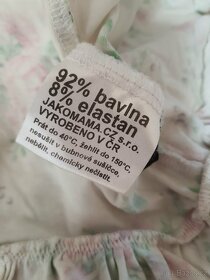 92% bavlna
8% elastan
JAKOMAMA.CZ s.r.o.
VYROBENO V ČR
Prát do 40°C, žehlit do 150°C,
nesušit v bubnové sušičce,
nebělit, chemicky nečistit.